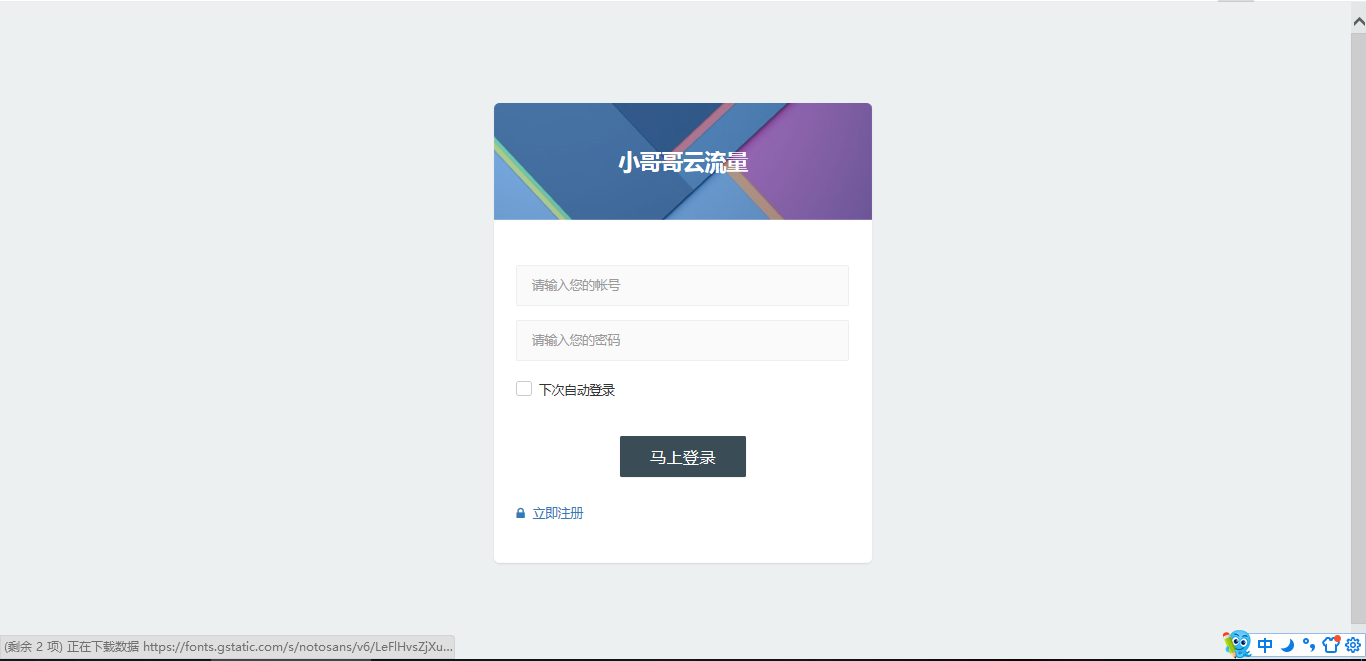 小哥哥云流量
请输入您的帐号
请输入您的密码
下次自动登录
马上登录
立即注册
(剩余 2 项) 正在下载数据 https://fonts.gstatic.com/s/notosans/v6/LeFlHvsZjXu...
中